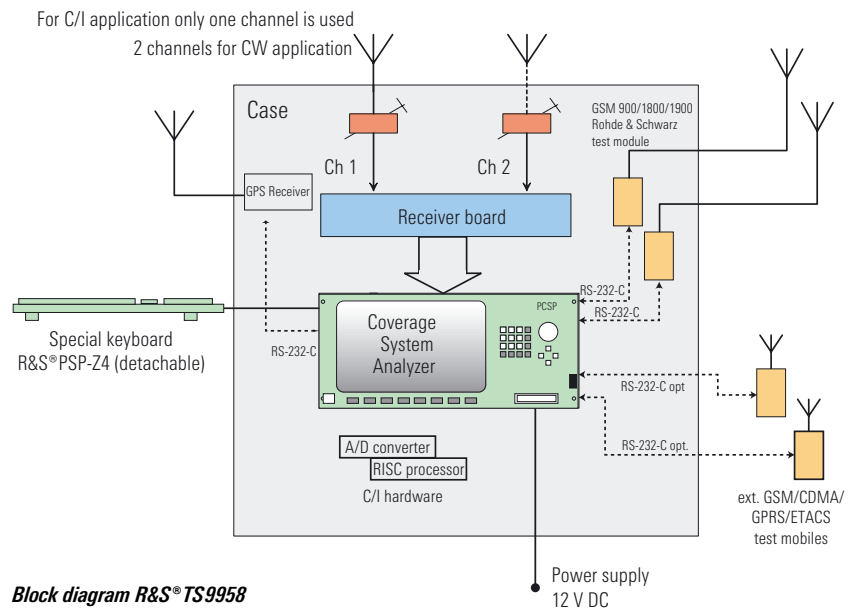 For C/I application only one channel is used
2 channels for CW application
Case
GSM 900/1800/1900
Rohde & Schwarz
test module
Ch 1
Ch 2
GPS Receiver
Receiver board
RS-232-C
RS-232-C
PCSP
Coverage
System
Analyzer
Special keyboard
R&S®PSP-Z4 (detachable)
RS-232-C
RS-232-C opt
RS-232-C opt.
A/D converter
RISC processor
C/I hardware
ext. GSM/CDMA/
GPRS/ETACS
test mobiles
Power supply
12 V DC
Block diagram R&S®TS9958